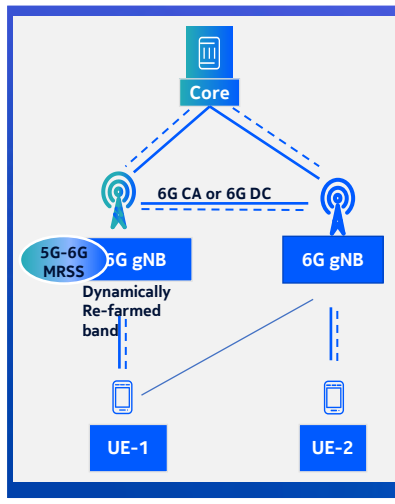 Core
6G CA or 6G DC
5G-6G
MRSS
6G gNB
6G gNB
Dynamically
Re-farmed
band
UE-1
UE-2